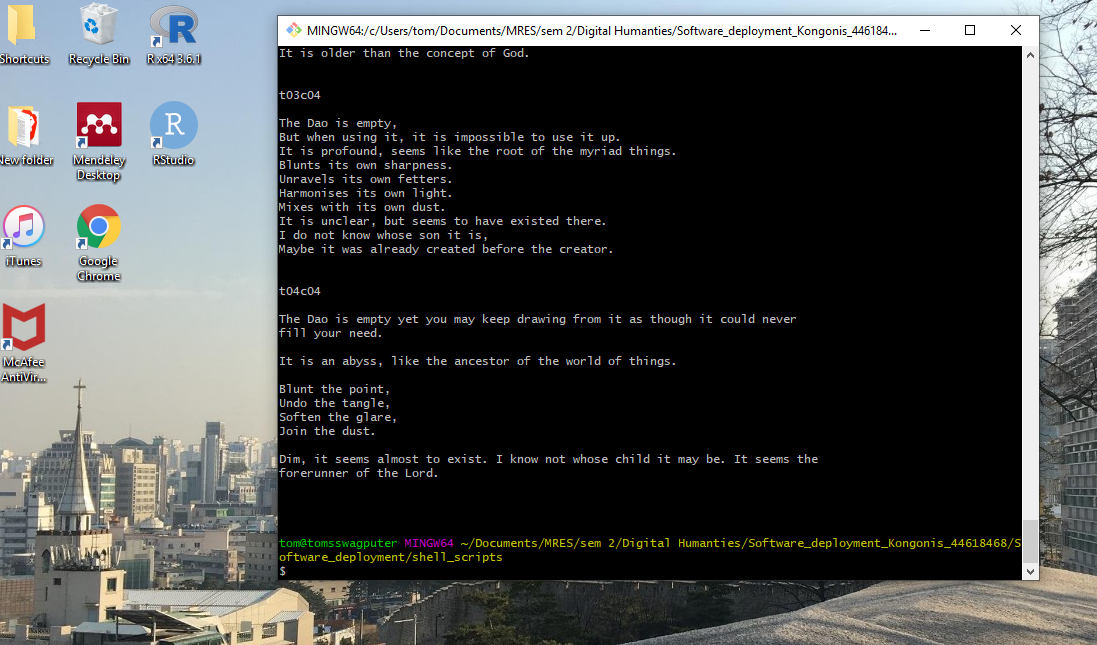 Shortcuts
Recycle Bin
R x64 3.6.1
New folder
Mendeley
Desktop
R
RStudio
iTunes
Google
Chrome
McAfee
AntiVir...
MINGW64:/c/Users/tom/Documents/MRES/sem 2/Digital Humanties/Software_deployment_Kongonis_446184...
It is older than the concept of God.
t03c04
The Dao is empty,
But when using it, it is impossible to use it up.
It is profound, seems like the root of the myriad things.
Blunts its own sharpness.
Unravels its own fetters.
Harmonises its own light.
Mixes with its own dust.
It is unclear, but seems to have existed there.
I do not know whose son it is,
Maybe it was already created before the creator.
t04c04
The Dao is empty yet you may keep drawing from it as though it could never
fill your need.
It is an abyss, like the ancestor of the world of things.
Blunt the point,
Undo the tangle,
Soften the glare,
Join the dust.
Dim, it seems almost to exist. I know not whose child it may be. It seems the
forerunner of the Lord.
tom@tomsswagputer MINGW64 ~/Documents/MRES/sem 2/Digital Humanties/Software_deployment_Kongonis_44618468/S
oftware_deployment/shell_scripts
$